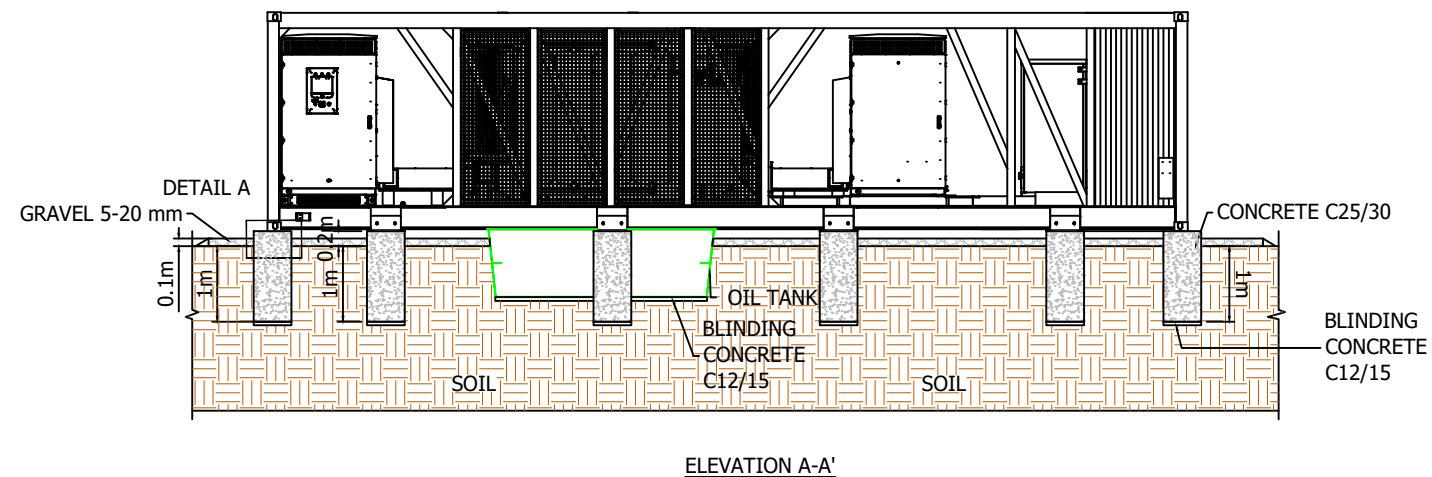 DETAIL A
GRAVEL 5-20 mm
CONCRETE C25/30
0.2m
0.1m
1m
1m
1m
OIL TANK
BLINDING
CONCRETE
C12/15
BLINDING
CONCRETE
C12/15
SOIL
SOIL
ELEVATION A-A'